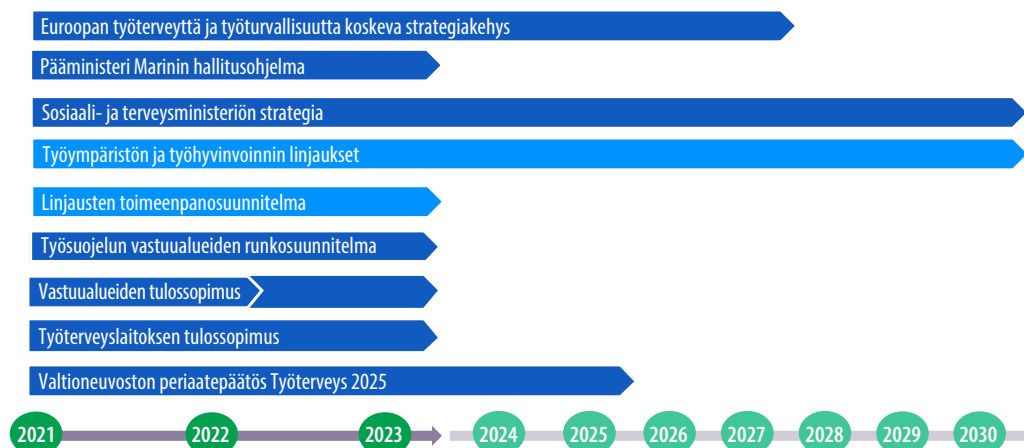 Euroopan työterveyttä ja työturvallisuutta koskeva strategiakehys
Pääministeri Marinin hallitusohjelma
Sosiaali- ja terveysministeriön strategia
Työympäristön ja työhyvinvoinnin linjaukset
Linjausten toimeenpanosuunnitelma
Työsuojelun vastuualueiden runkosuunnitelma
Vastuualueiden tulossopimus
Työterveyslaitoksen tulossopimus
Valtioneuvoston periaatepäätös Työterveys 2025
2021 2022 2023 2024 2025 2026 2027 2028 2029 2030